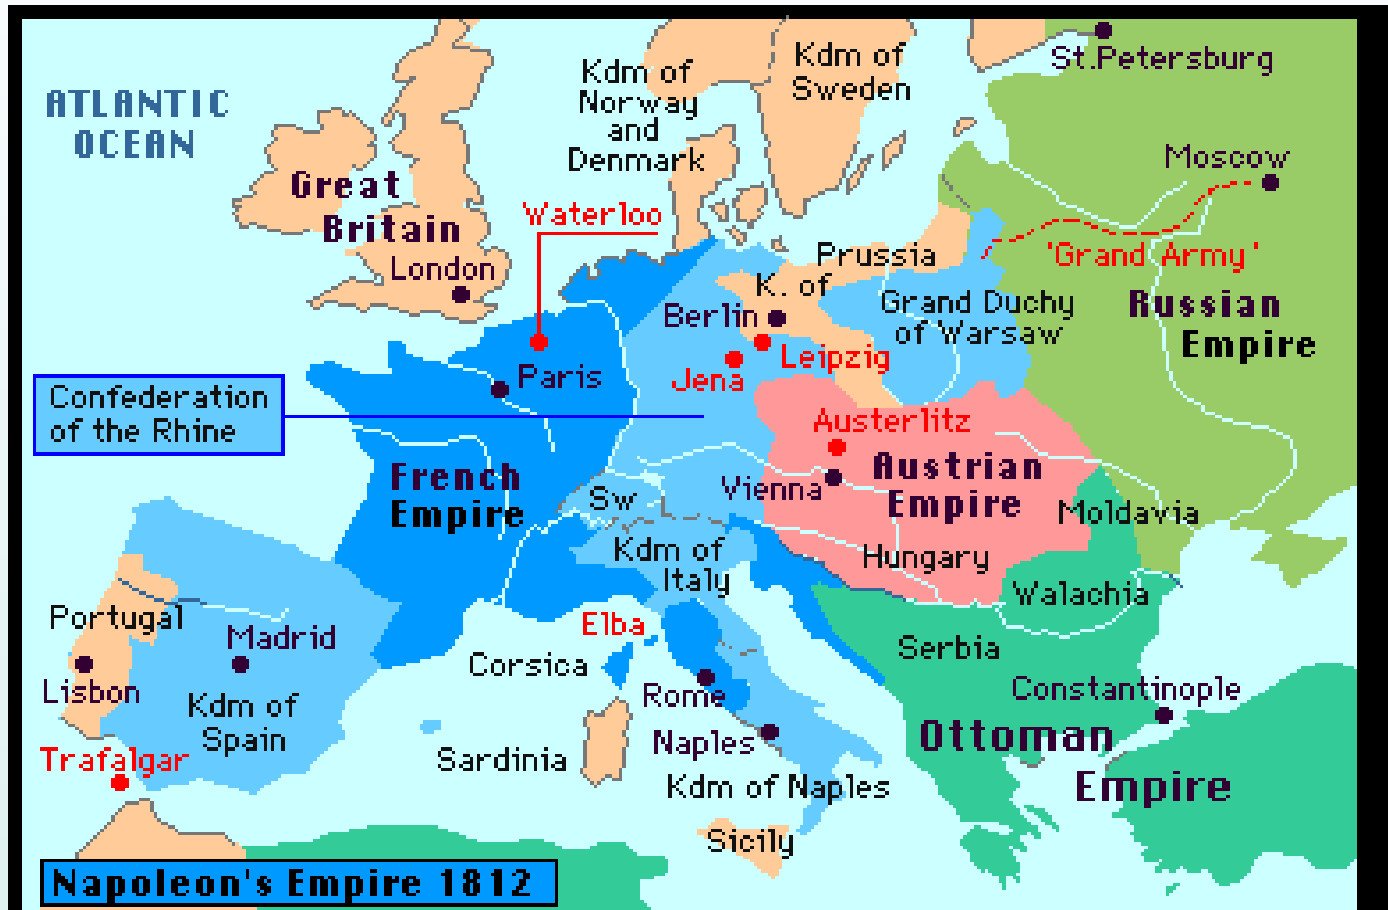 Kdm of
Norway
and
Denmark
Kdm of
Sweden
St.Petersburg
ATLANTIC
OCEAN
Moscow
Great
Britain
London
Waterloo
Prussia
K. of
'Grand Army'
Berlin
Grand Duchy
of Warsaw
Russian
Empire
Leipzig
Jena
Paris
Confederation
of the Rhine
Austerlitz
French
Empire
Sw
Vienna
Austrian
Empire
Moldavia
Kdm of
Italy
Hungary
Walachia
Portugal
Madrid
Elba
Corsica
Serbia
Lisbon
Kdm of
Spain
Rome
Constantinople
Trafalgar
Sardinia
Naples
Kdm of Naples
Ottoman
Empire
Sicily
Napoleon's Empire 1812